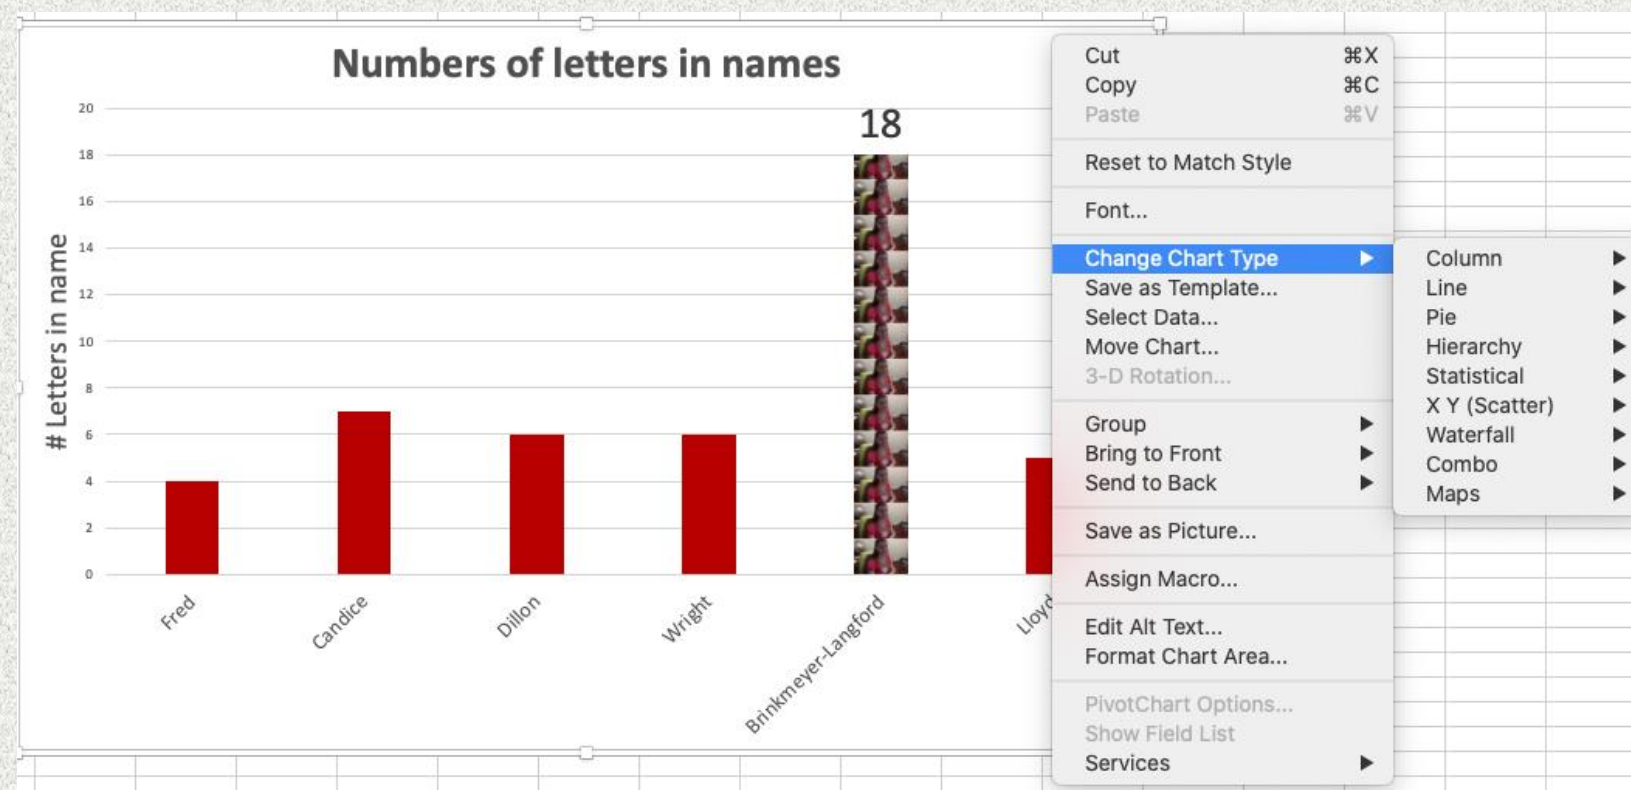 Numbers of letters in names
# Letters in name
20
18
16
14
12
10
8
6
4
2
0
18
Fred
Candice
Dillon
Wright
Brinkmeyer-Langford
Lloyd
Cut ⌘X
Copy ⌘C
Paste ⌘V
Reset to Match Style
Font...
Change Chart Type
Save as Template...
Select Data...
Move Chart...
3-D Rotation...
Group
Bring to Front
Send to Back
Save as Picture...
Assign Macro...
Edit Alt Text...
Format Chart Area...
PivotChart Options...
Show Field List
Services
Column
Line
Pie
Hierarchy
Statistical
X Y (Scatter)
Waterfall
Combo
Maps